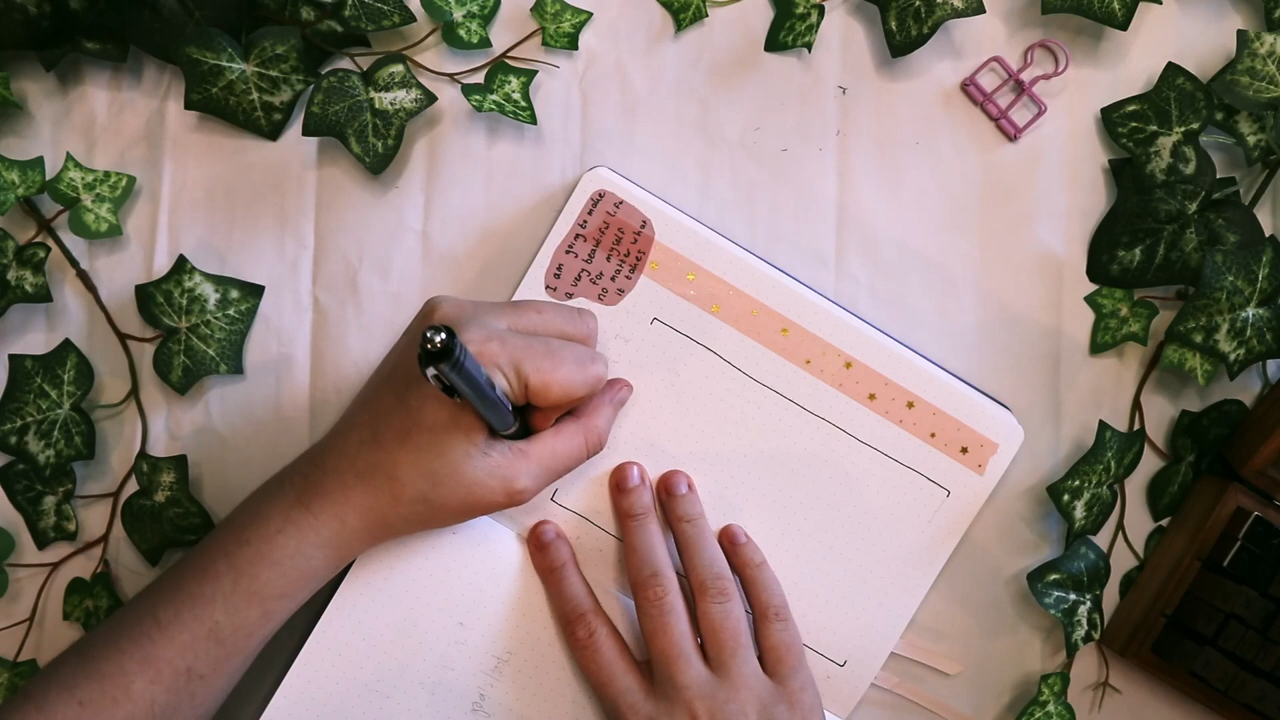 I am going to make
a very beautiful life
for myself
no matter what
it takes